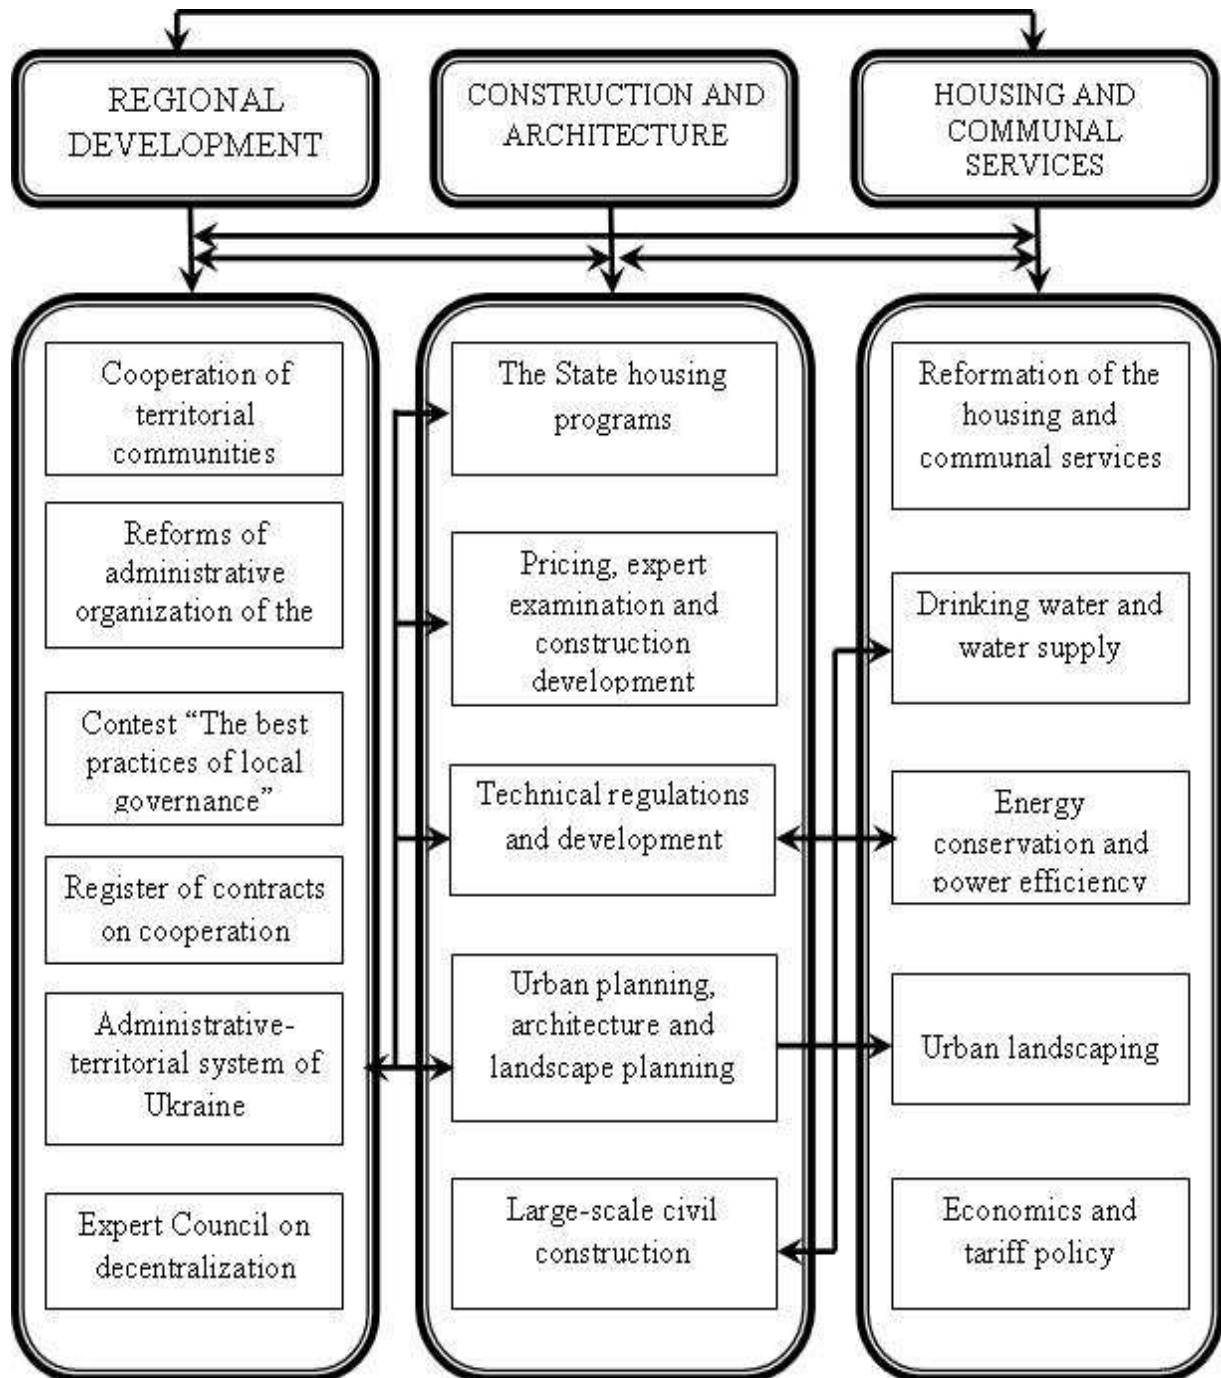 REGIONAL
DEVELOPMENT
CONSTRUCTION AND
ARCHITECTURE
HOUSING AND
COMMUNAL
SERVICES
Cooperation of
territorial
communities
Reforms of
administrative
organization of the
Contest “The best
practices of local
governance”
Register of contracts
on cooperation
Administrative-
territorial system of
Ukraine
Expert Council on
decentralization
The State housing
programs
Pricing, expert
examination and
construction
development
Technical regulations
and development
Urban planning,
architecture and
landscape planning
Large-scale civil
construction
Reformation of the
housing and
communal services
Drinking water and
water supply
Energy
conservation and
power efficiency
Urban landscaping
Economics and
tariff policy